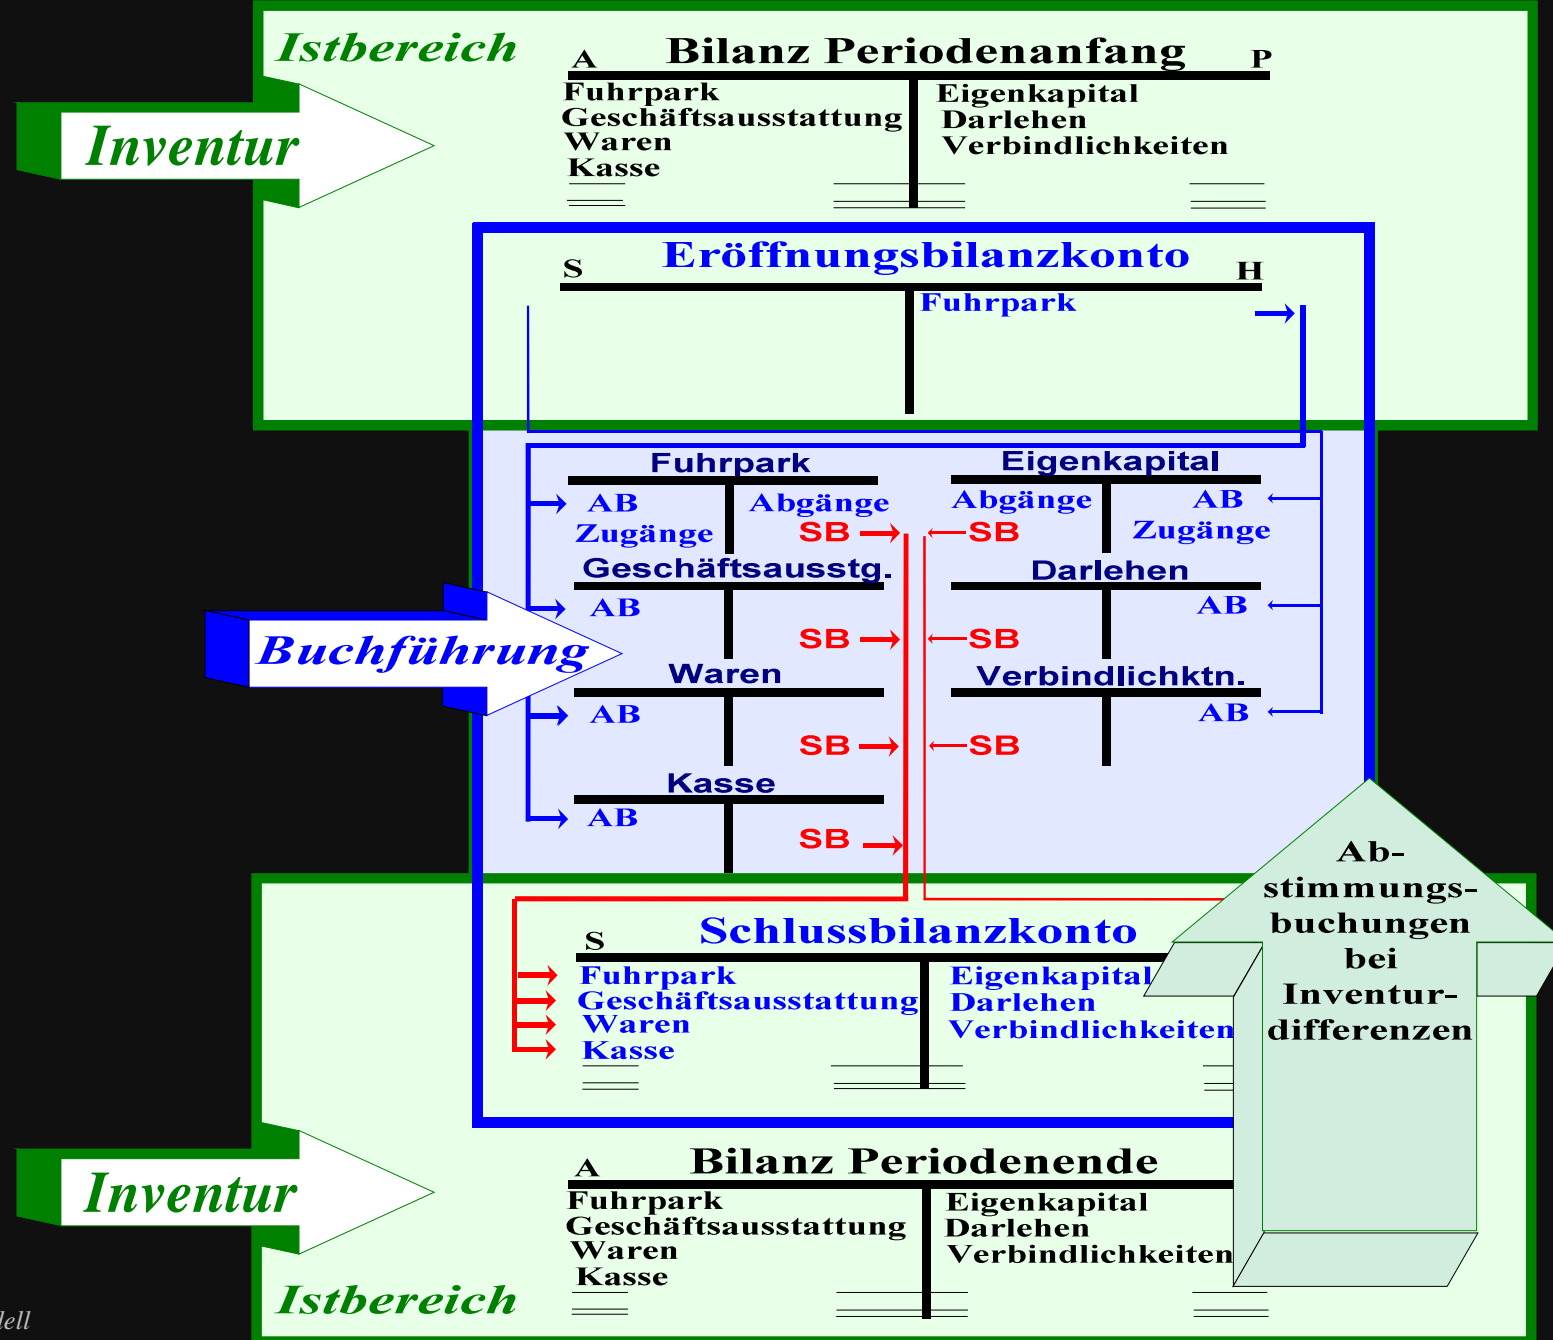 Istbereich
Bilanz Periodenanfang
A
P
Fuhrpark
Geschäftsausstattung
Waren
Kasse
Eigenkapital
Darlehen
Verbindlichkeiten
Inventur
Eröffnungsbilanzkonto
S
H
Fuhrpark
Fuhrpark
AB
Abgänge
Zugänge
SB
Eigenkapital
Abgänge
AB
SB
Zugänge
Geschäftsausstg.
AB
SB
Darlehen
AB
SB
Buchführung
Waren
AB
SB
Verbindlichktn.
AB
SB
Kasse
AB
SB
Ab-
stimmungs-
buchungen
bei
Inventur-
differenzen
Schlussbilanzkonto
S
Fuhrpark
Geschäftsausstattung
Waren
Kasse
Eigenkapital
Darlehen
Verbindlichkeiten
Inventur
Bilanz Periodenende
A
Fuhrpark
Geschäftsausstattung
Waren
Kasse
Eigenkapital
Darlehen
Verbindlichkeiten
Istbereich